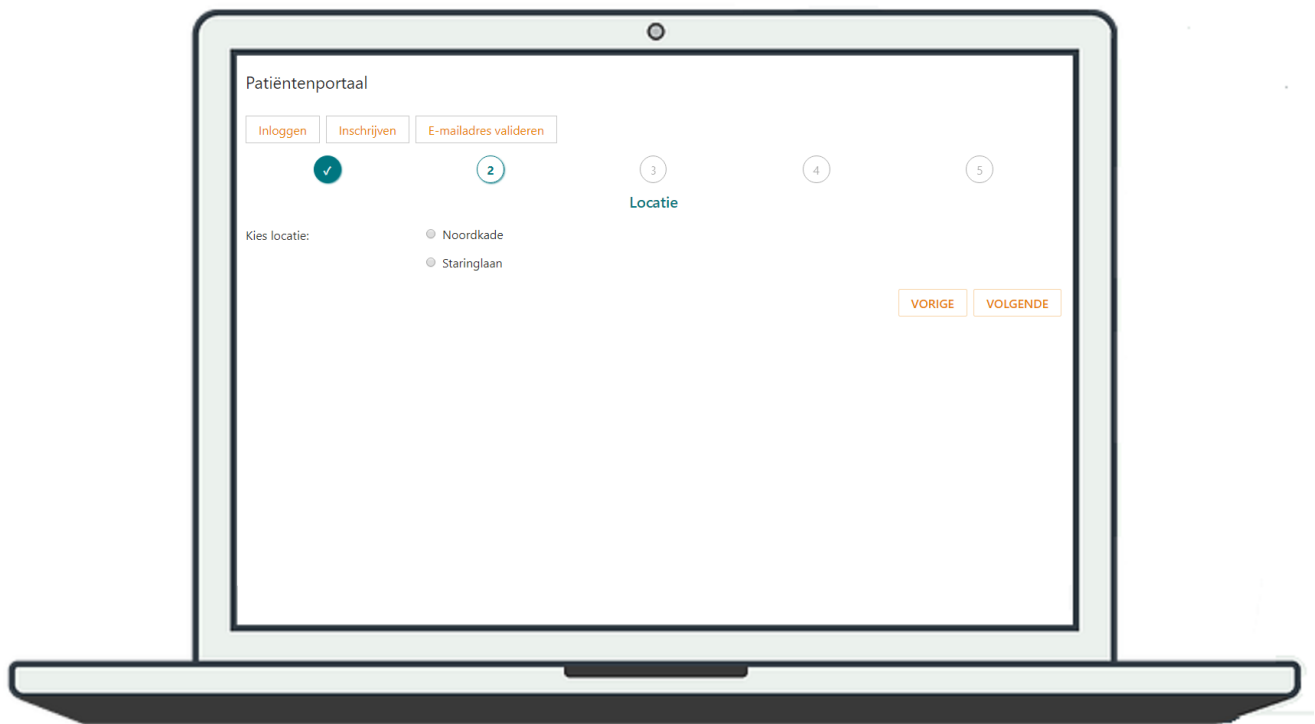 Patiëntenportaal
Inloggen Inschrijven E-mailadres valideren
✓ 2 3 4 5
Locatie
Kies locatie: Noordkade
Staringlaan
VORIGE VOLGENDE